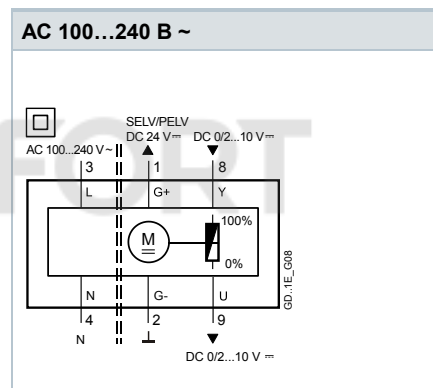 AC 100…240 В ~
SELV/PELV
DC 24 V⎓ DC 0/2...10 V⎓
AC 100...240 V~
3 1 8
L G+ Y
100%
M
0%
N G- U
4 2 9
N
DC 0/2...10 V ⎓
GD..1E_G08